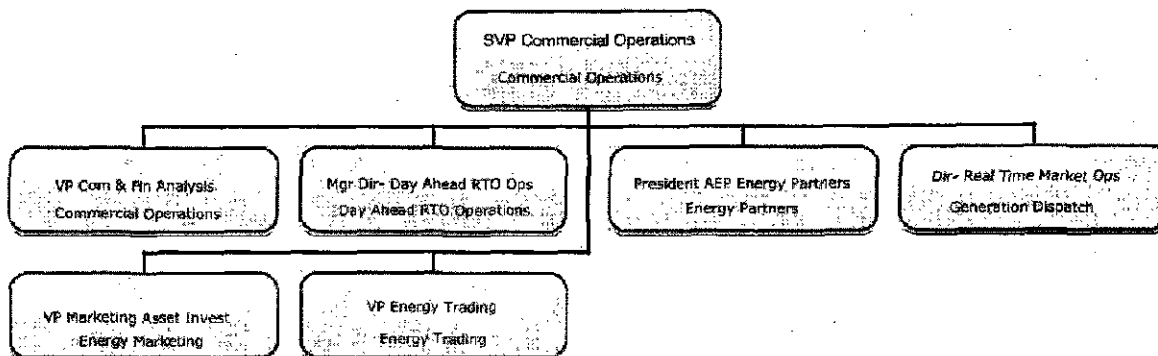 SVP Commercial Operations
Commercial Operations
VP Com & Fin Analysis
Commercial Operations
Mgr Dir- Day Ahead RTO Ops
Day Ahead RTO Operations
President AEP Energy Partners
Energy Partners
Dir- Real Time Market Ops
Generation Dispatch
VP Marketing Asset Invest
Energy Marketing
VP Energy Trading
Energy Trading